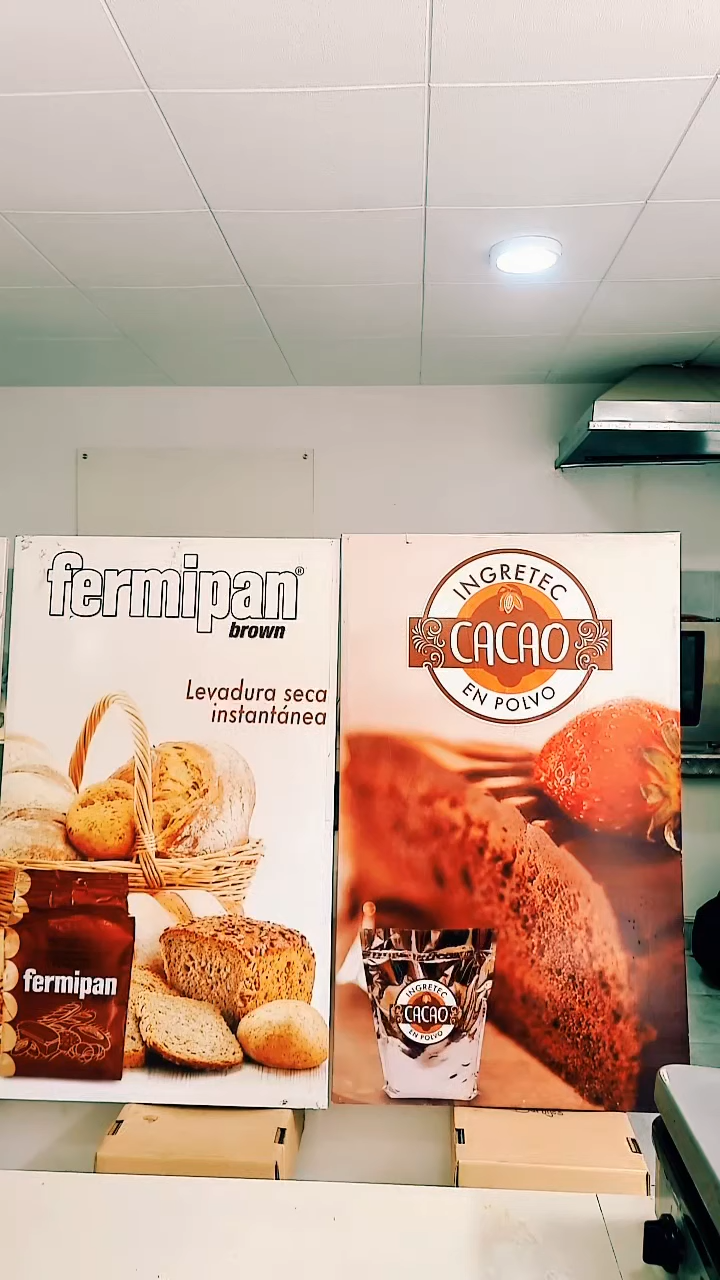 fermipan®
brown
Levadura seca
instantánea
fermipan
INGRETEC
CACAO
EN POLVO
INGRETEC
CACAO
EN POLVO